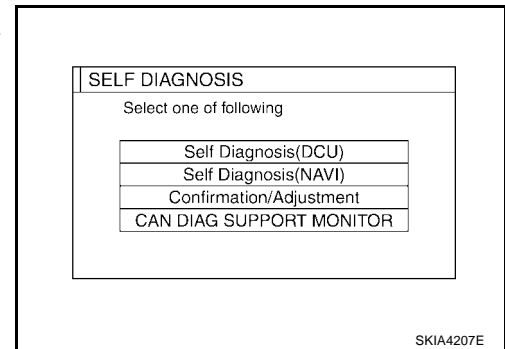 SELF DIAGNOSIS
Select one of following
Self Diagnosis(DCU)
Self Diagnosis(NAVI)
Confirmation/Adjustment
CAN DIAG SUPPORT MONITOR
SKIA4207E